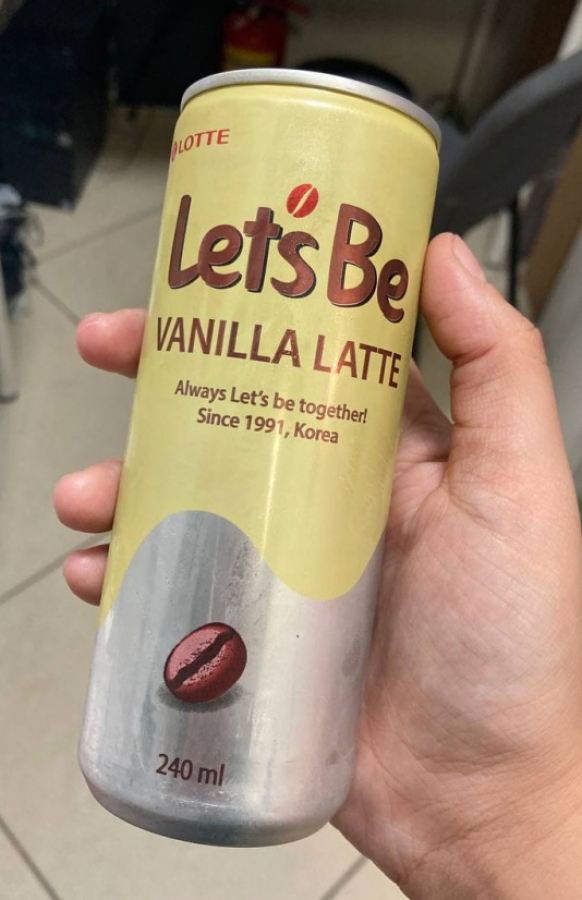 LOTTE
Let's Be
VANILLA LATTE
Always Let's be together!
Since 1991, Korea
240 ml